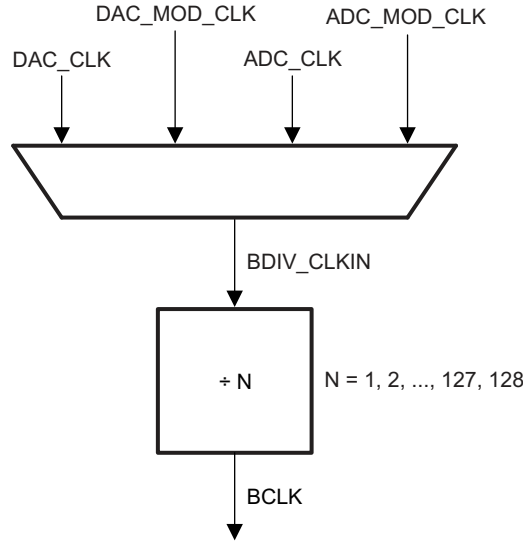 DAC_MOD_CLK
ADC_MOD_CLK
DAC_CLK
ADC_CLK
BDIV_CLKIN
÷ N
N = 1, 2, ..., 127, 128
BCLK